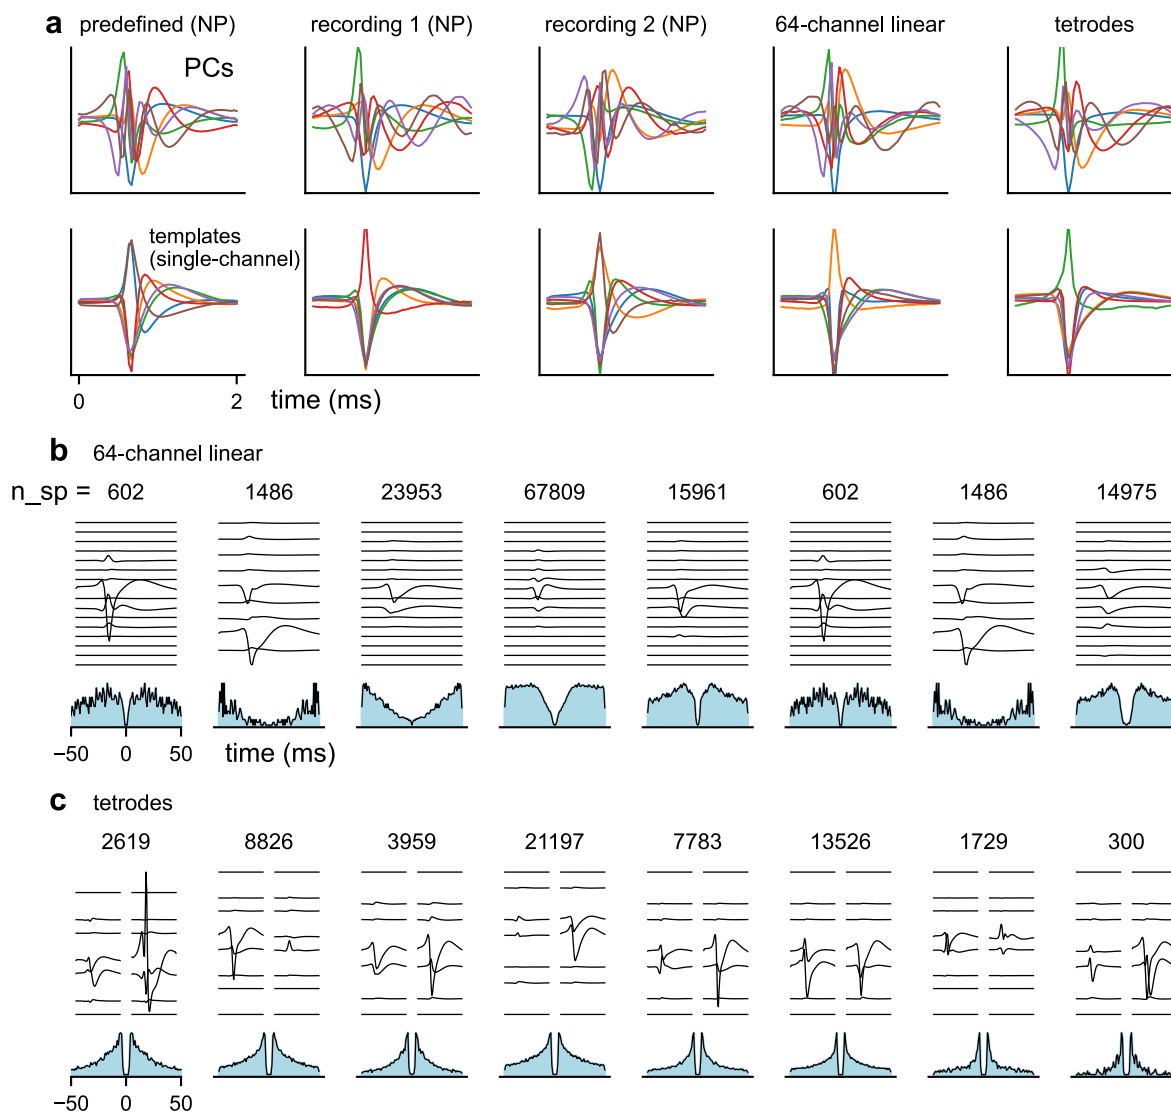 a predefined (NP) recording 1 (NP) recording 2 (NP) 64-channel linear tetrodes
PCs
templates
(single-channel)
0 2
time (ms)
b 64-channel linear
n_sp = 602 1486 23953 67809 15961 602 1486 14975
−50 0 50
time (ms)
c tetrodes
2619 8826 3959 21197 7783 13526 1729 300
−50 0 50